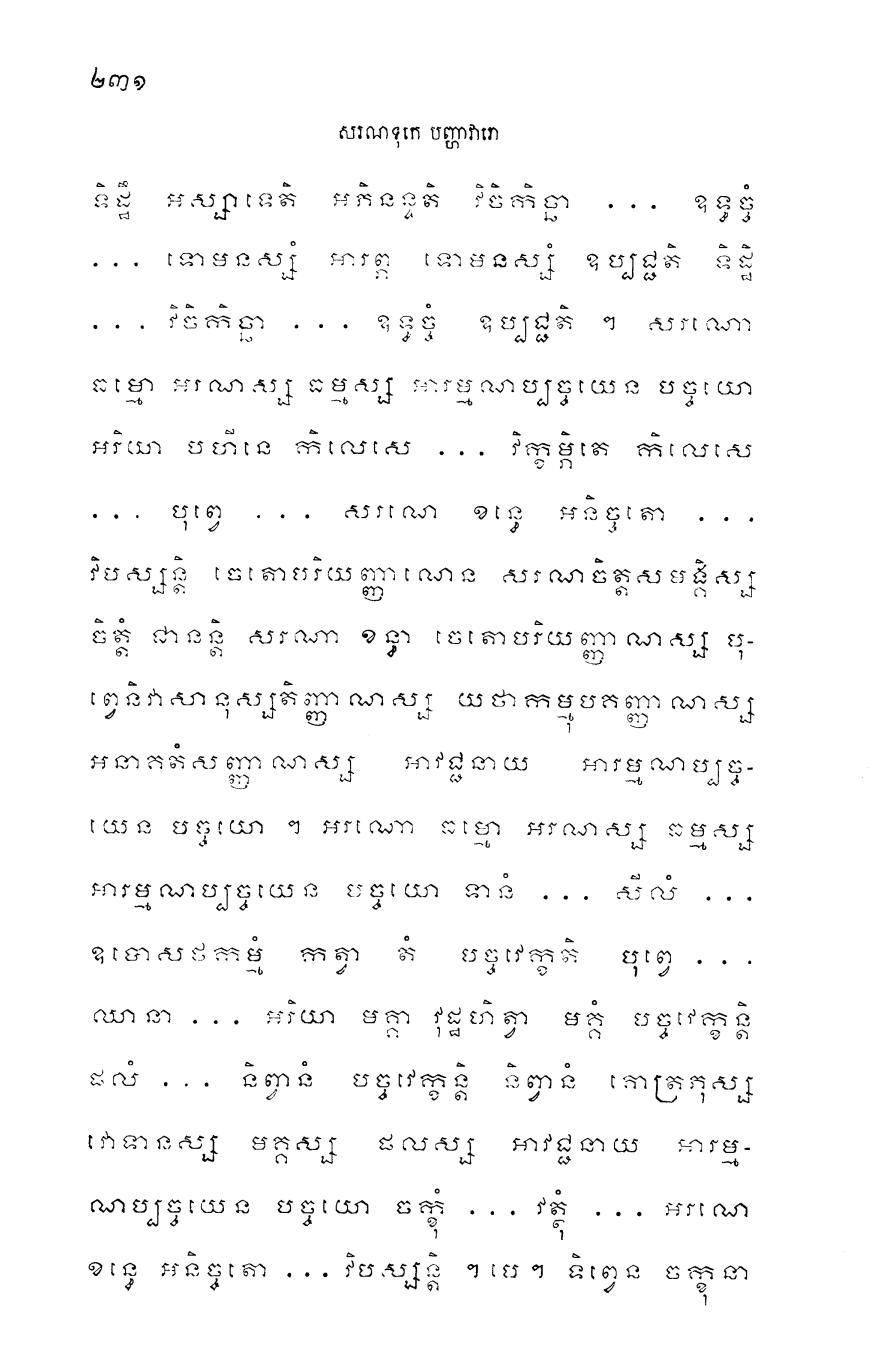 ២៣១
សរណទុកេ បញ្ហាវារោ
ទិដ្ឋឹ អស្សាទេតិ អភិនន្ទតិ វិចិកិច្ឆា ... ឧទ្ធច្ចំ
... ទោមនស្សំ អារព្ភ ទោមនស្សំ ឧប្បជ្ជតិ ទិដ្ឋិ
... វិចិកិច្ឆា ... ឧទ្ធច្ចំ ឧប្បជ្ជតិ ។ សរណោ
ធម្មោ អរណស្ស ធម្មស្ស អារម្មណប្បច្ចយេន បច្ចយោ
អរិយា បហីនេ កិលេសេ ... វិក្ខម្ភិតេ កិលេសេ
... បុព្វេ ... សរណេ ខន្ធេ អនិច្ចតោ ...
វិបស្សន្តិ ចេតោបរិយញ្ញាណេន សរណចិត្តសមង្គិស្ស
ចិត្តំ ជានន្តិ សរណា ខន្ធា ចេតោបរិយញ្ញាណស្ស បុ-
ព្វេនិវាសានុស្សតិញ្ញាណស្ស យថាកម្មុបគញ្ញាណស្ស
អនាគតំសញ្ញាណស្ស អាវជ្ជនាយ អារម្មណប្បច្ច-
យេន បច្ចយោ ។ អរណោ ធម្មោ អរណស្ស ធម្មស្ស
អារម្មណប្បច្ចយេន បច្ចយោ ទានំ ... សីលំ ...
ឧបោសថកម្មំ កត្វា តំ បច្ចវេក្ខតិ បុព្វេ ...
ឈានា ... អរិយា មគ្គា វុដ្ឋហិត្វា មគ្គំ បច្ចវេក្ខន្តិ
ផលំ ... និព្វានំ បច្ចវេក្ខន្តិ និព្វានំ គោត្រភុស្ស
វោទានស្ស មគ្គស្ស ផលស្ស អាវជ្ជនាយ អារម្ម-
ណប្បច្ចយេន បច្ចយោ ចក្ខុំ ... វត្ថុំ ... អរណេ
ខន្ធេ អនិច្ចតោ ... វិបស្សន្តិ ។បេ។ ទិព្វេន ចក្ខុនា